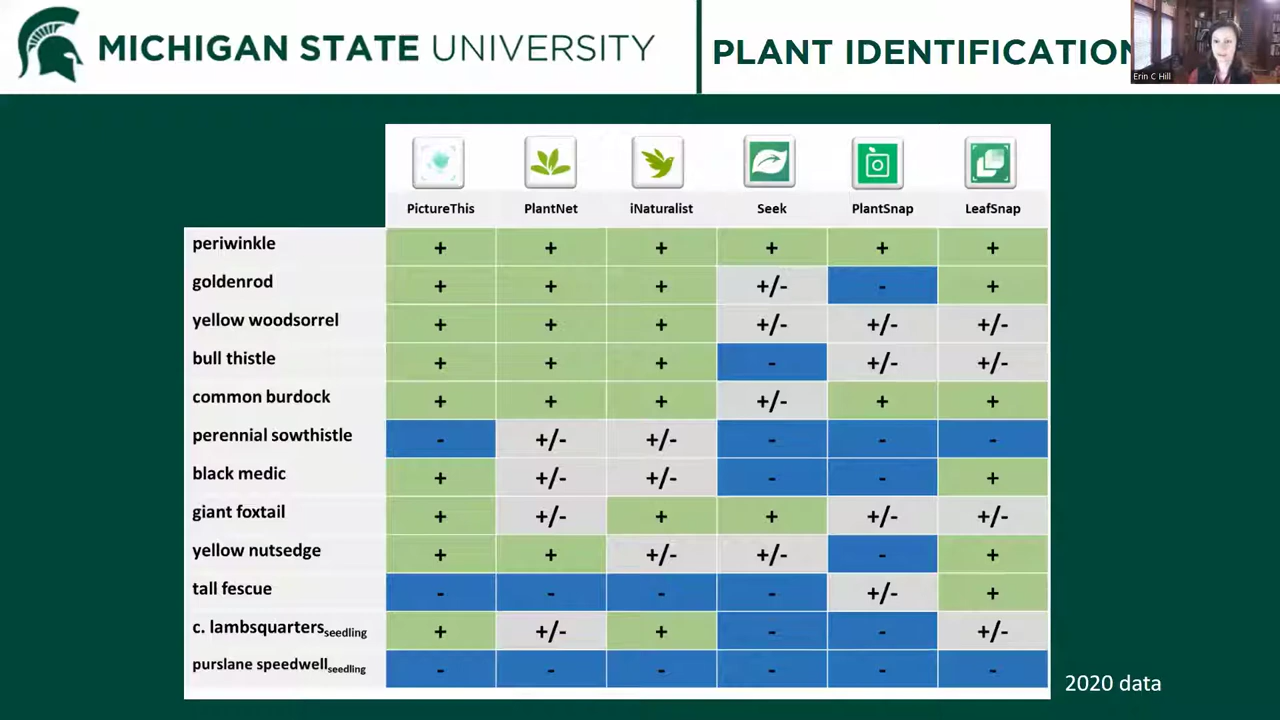 MICHIGAN STATE UNIVERSITY
PLANT IDENTIFICATION
Erin C Hill
PictureThis PlantNet iNaturalist Seek PlantSnap LeafSnap
periwinkle + + + + + +
goldenrod + + + +/- - +
yellow woodsorrel + + + +/- +/- +/-
bull thistle + + + - +/- +/-
common burdock + + + +/- + +
perennial sowthistle - +/- +/- - - -
black medic + +/- +/- - - +
giant foxtail + +/- + + +/- +/-
yellow nutsedge + + +/- +/- - +
tall fescue - - - - +/- +
c. lambsquarters seedling + +/- + - - +/-
purslane speedwell seedling - - - - - -
2020 data